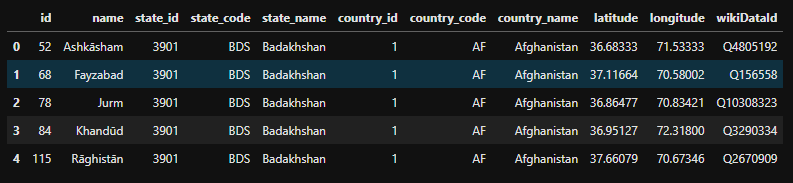 id name state_id state_code state_name country_id country_code country_name latitude longitude wikiDataId
0 52 Ashkāsham 3901 BDS Badakhshan 1 AF Afghanistan 36.68333 71.53333 Q4805192
1 68 Fayzabad 3901 BDS Badakhshan 1 AF Afghanistan 37.11664 70.58002 Q156558
2 78 Jurm 3901 BDS Badakhshan 1 AF Afghanistan 36.86477 70.83421 Q10308323
3 84 Khandūd 3901 BDS Badakhshan 1 AF Afghanistan 36.95127 72.31800 Q3290334
4 115 Rāghistān 3901 BDS Badakhshan 1 AF Afghanistan 37.66079 70.67346 Q2670909